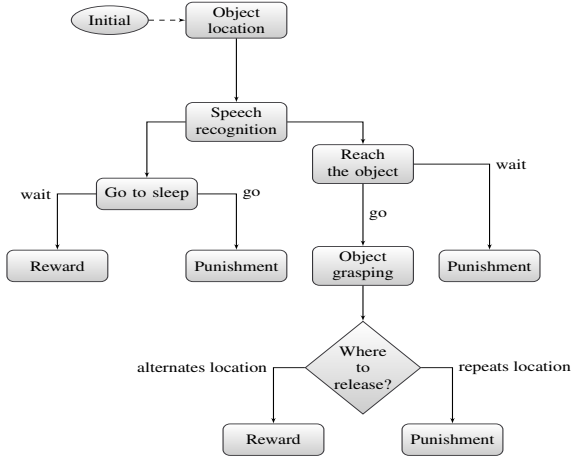 Initial
Object
location
Speech
recognition
Reach
the object
wait
Go to sleep
wait
go
go
Reward
Punishment
Object
grasping
Punishment
Where
to
release?
alternates location
repeats location
Reward
Punishment